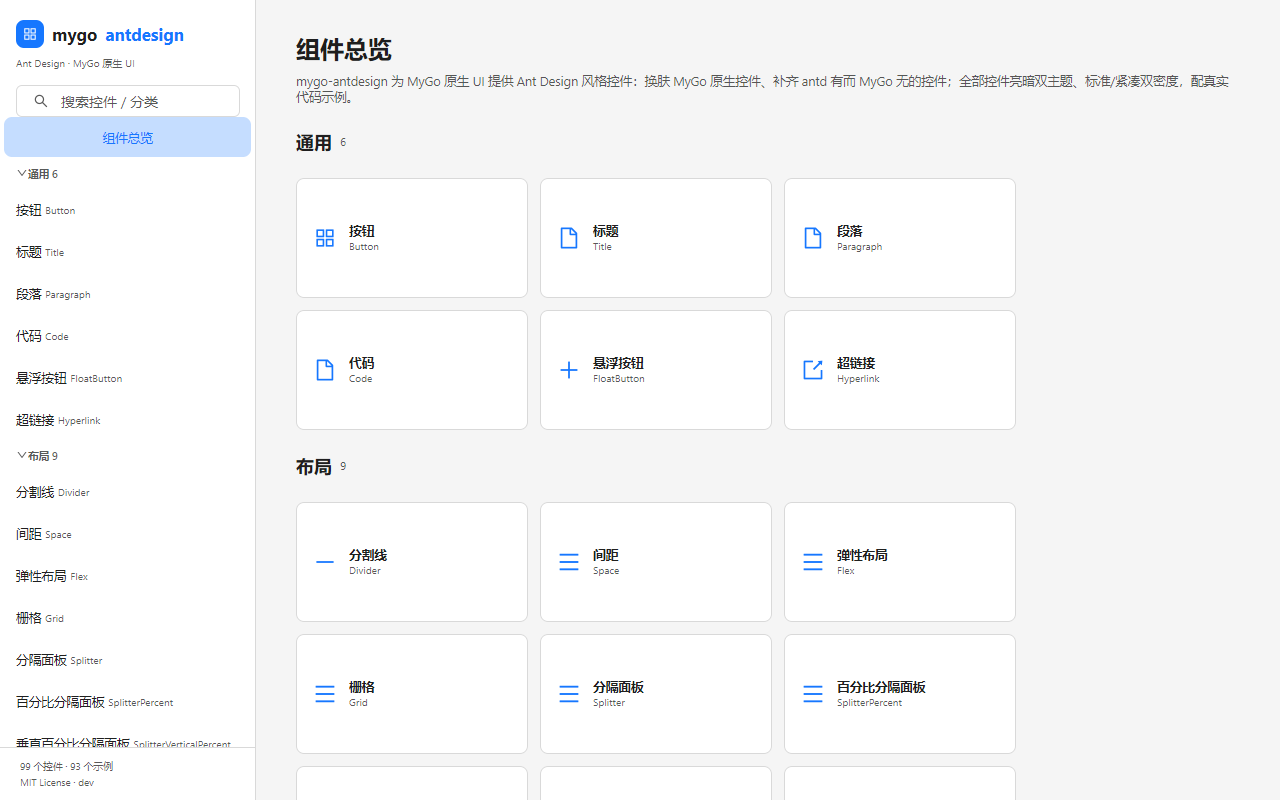 mygo antdesign
Ant Design · MyGo 原生 UI
搜索控件 / 分类
组件总览
通用 6
按钮 Button
标题 Title
段落 Paragraph
代码 Code
悬浮按钮 FloatButton
超链接 Hyperlink
布局 9
分割线 Divider
间距 Space
弹性布局 Flex
栅格 Grid
分隔面板 Splitter
百分比分隔面板 SplitterPercent
垂直百分比分隔面板 SplitterVerticalPercent
99 个控件 · 93 个示例
MIT License · dev
组件总览
mygo-antdesign 为 MyGo 原生 UI 提供 Ant Design 风格控件：换肤 MyGo 原生控件、补齐 antd 有而 MyGo 无的控件；全部控件亮暗双主题、标准/紧凑双密度，配真实
代码示例。
通用 6
按钮
Button
标题
Title
段落
Paragraph
代码
Code
悬浮按钮
FloatButton
超链接
Hyperlink
布局 9
分割线
Divider
间距
Space
弹性布局
Flex
栅格
Grid
分隔面板
Splitter
百分比分隔面板
SplitterPercent